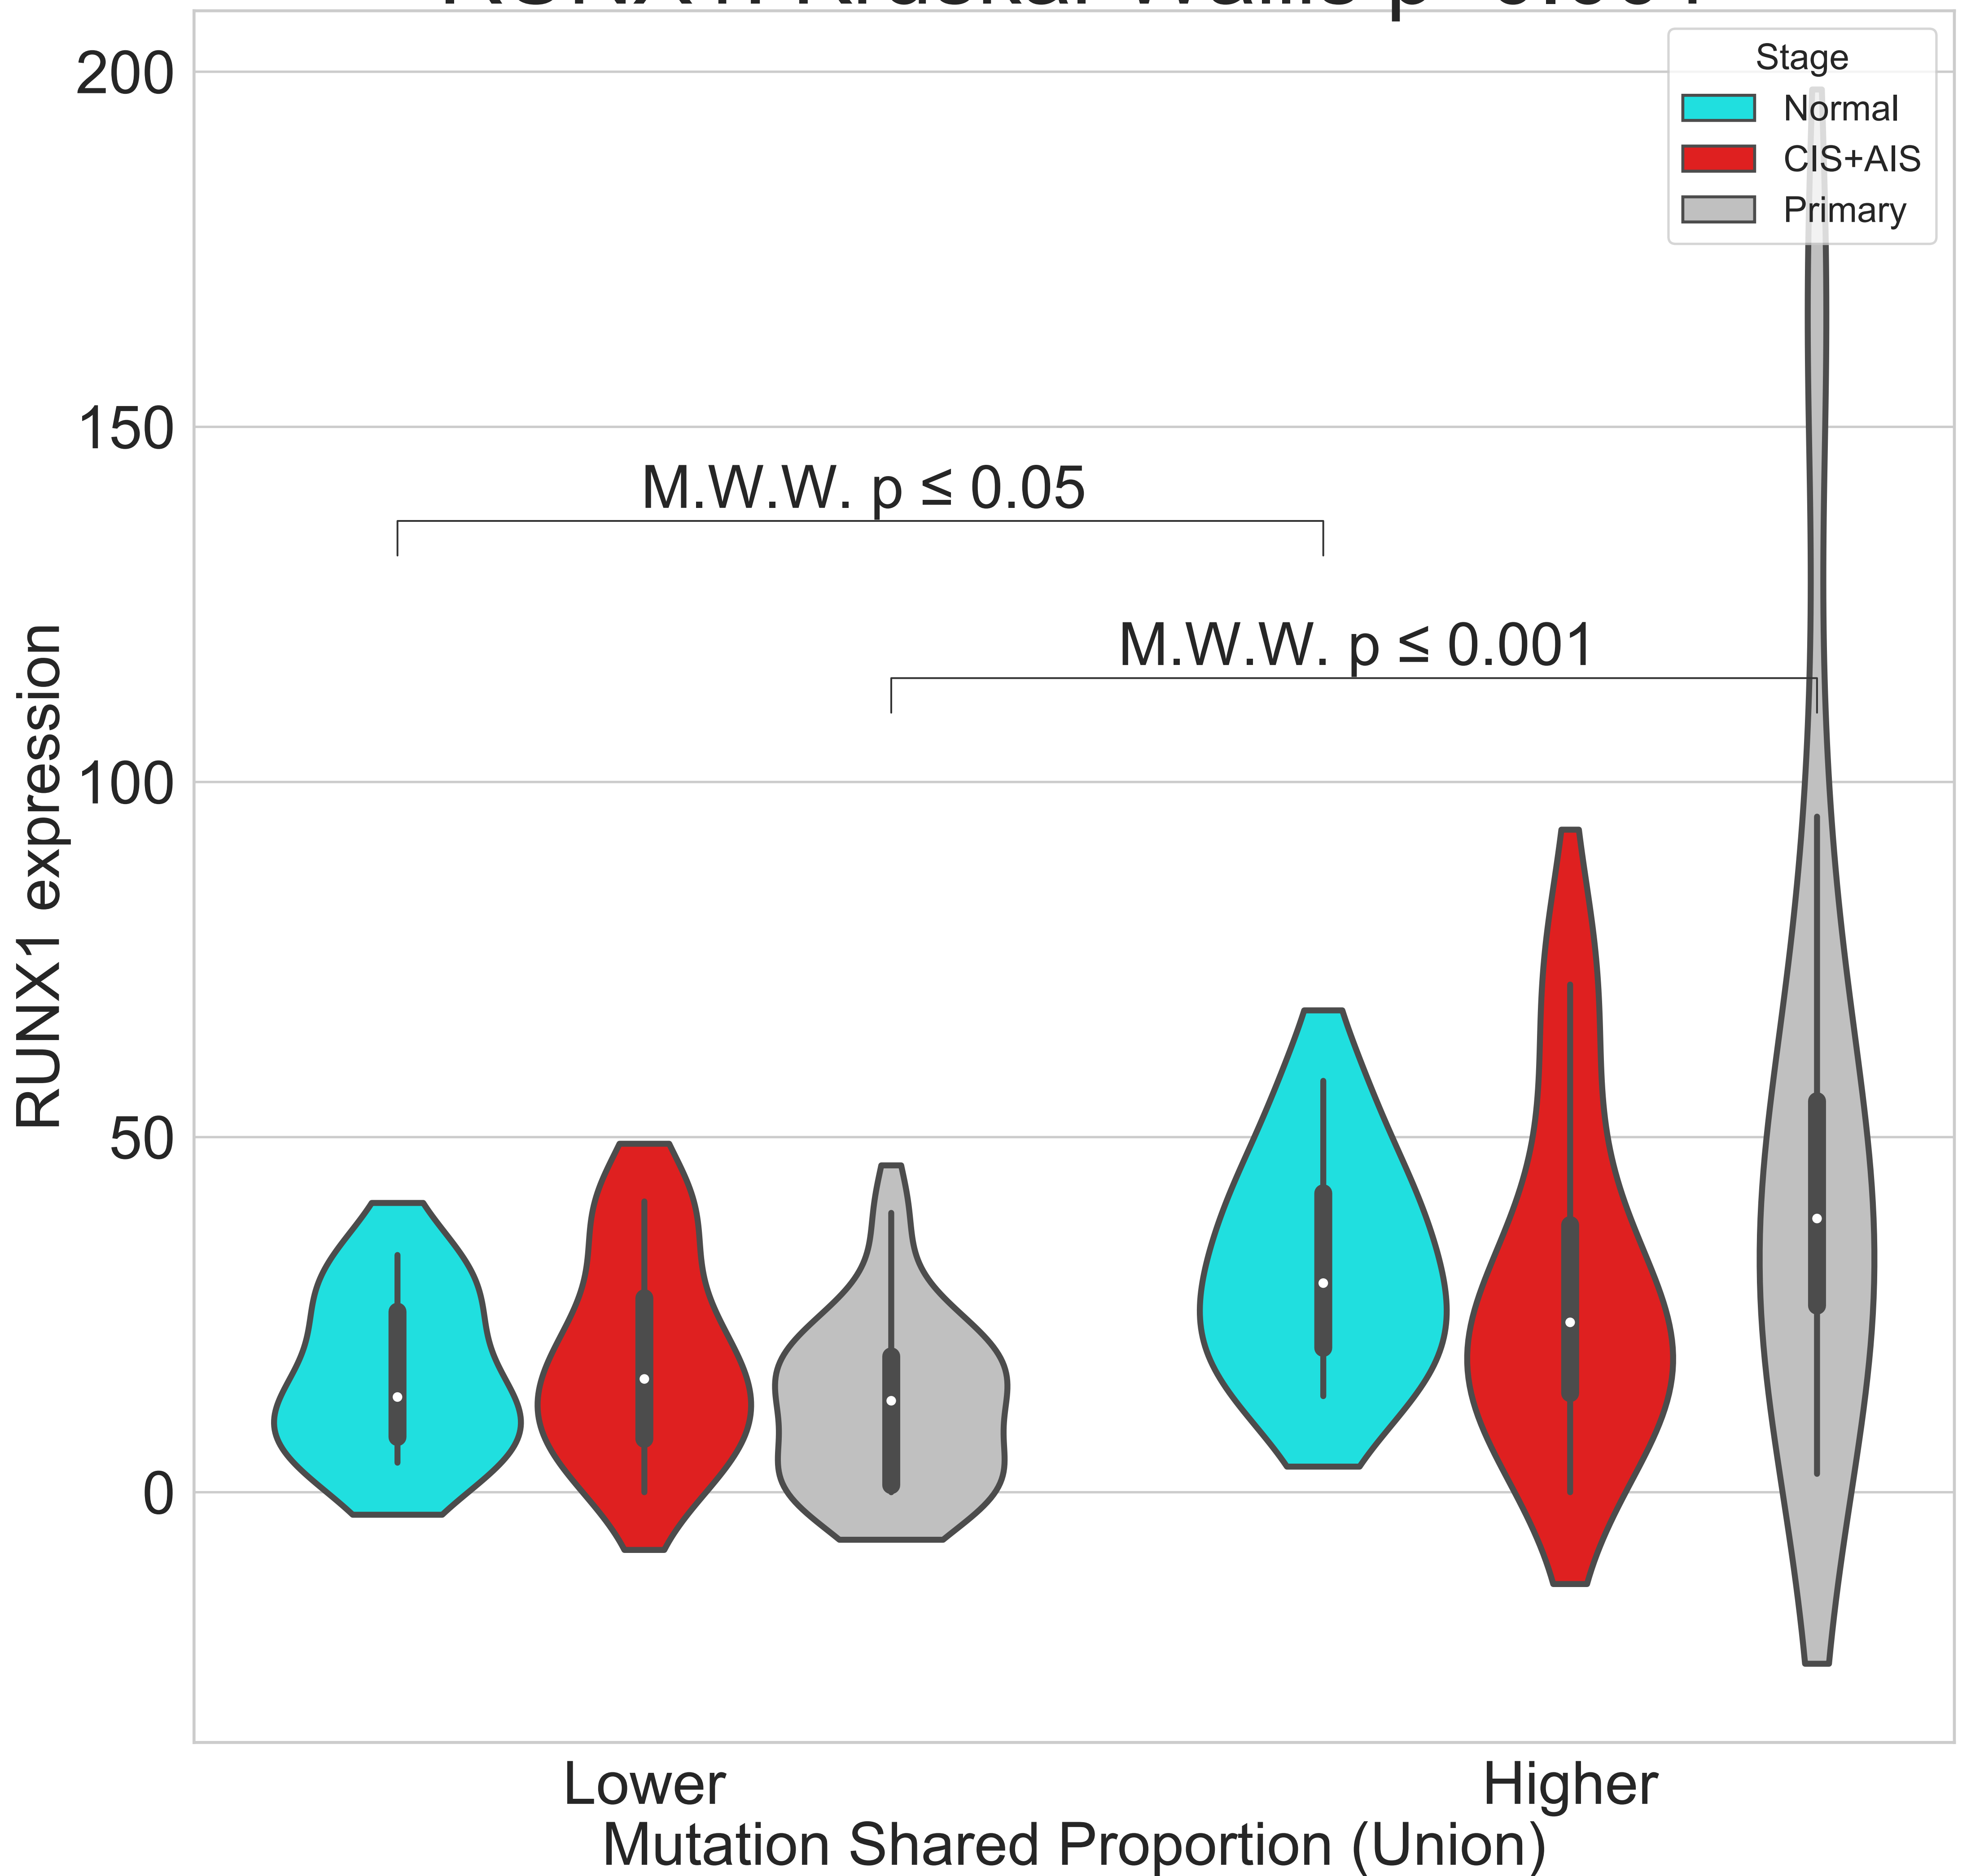 200
Stage
Normal
CIS+AIS
Primary
150
M.W.W. p ≤ 0.05
M.W.W. p ≤ 0.001
100
RUNX1 expression
50
0
Lower
Higher
Mutation Shared Proportion (Union)